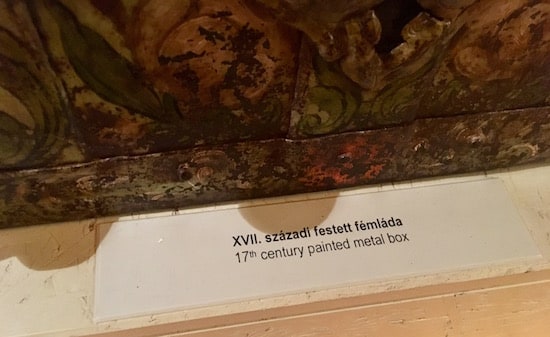 XVII. századi festett fémláda
17th century painted metal box